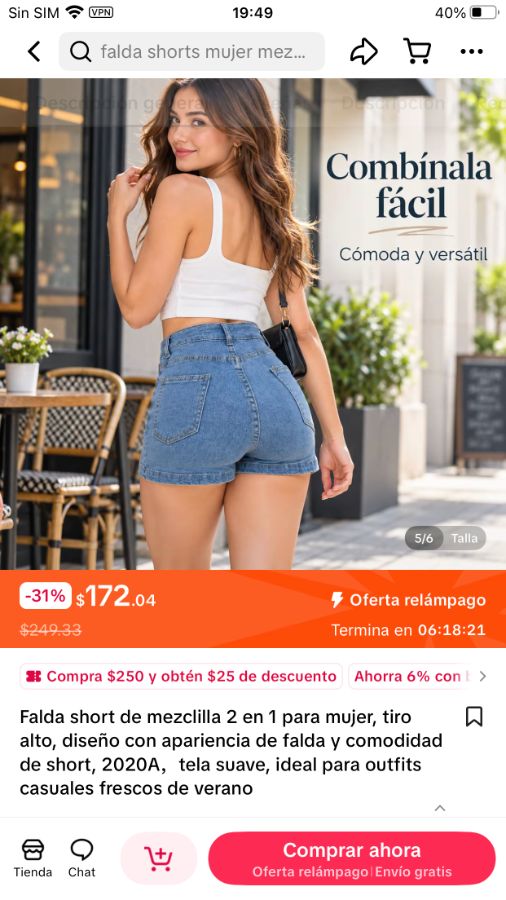 Sin SIM VPN 19:49 40%
falda shorts mujer mez...
Descripción Descripción
Combínala
fácil
Cómoda y versátil
5/6 Talla
-31% $172.04 Oferta relámpago
$249.33 Termina en 06:18:21
Compra $250 y obtén $25 de descuento Ahorra 6% con
Falda short de mezclilla 2 en 1 para mujer, tiro
alto, diseño con apariencia de falda y comodidad
de short, 2020A，tela suave, ideal para outfits
casuales frescos de verano
Comprar ahora
Tienda Chat Oferta relámpago|Envío gratis